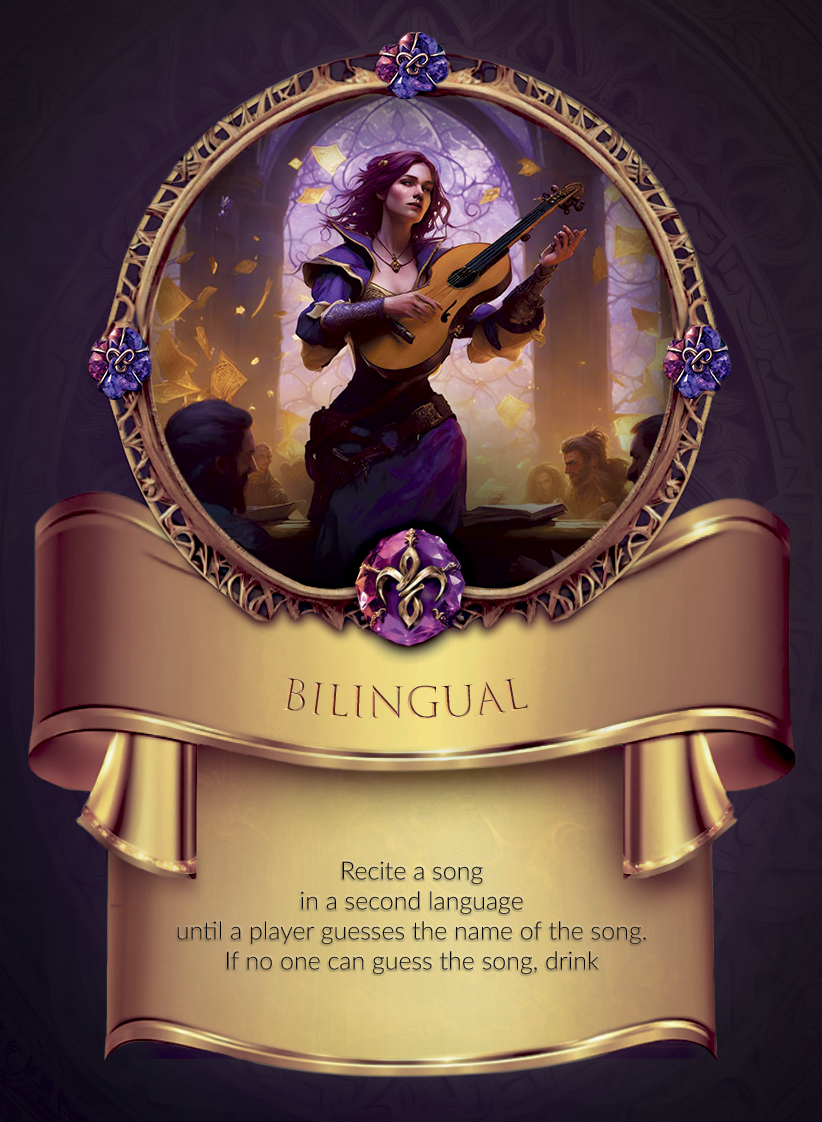 BILINGUAL
Recite a song
in a second language
until a player guesses the name of the song.
If no one can guess the song, drink